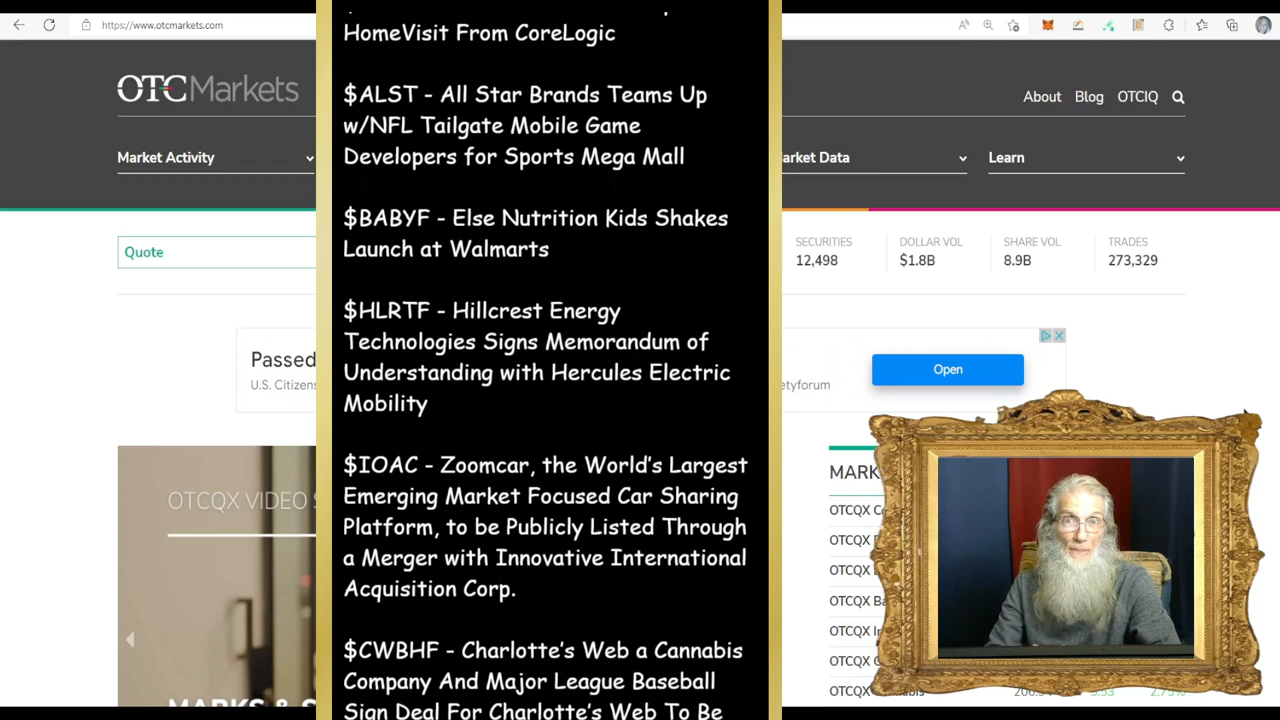 https://www.otcmarkets.com
OTCMarkets
About
Blog
OTCIQ
Market Activity
arket Data
Learn
Quote
SECURITIES
12,498
DOLLAR VOL
$1.8B
SHARE VOL
8.9B
TRADES
273,329
Passed
U.S. Citizens
etyforum
Open
OTCQX VIDEO S
MARKS & S
MARK
OTCQX C
OTCQX
OTCQX
OTCQX Ba
OTCQX In
OTCQX C
OTCQX
2.75%
HomeVisit From CoreLogic
$ALST - All Star Brands Teams Up
w/NFL Tailgate Mobile Game
Developers for Sports Mega Mall
$BABYF - Else Nutrition Kids Shakes
Launch at Walmarts
$HLRTF - Hillcrest Energy
Technologies Signs Memorandum of
Understanding with Hercules Electric
Mobility
$IOAC - Zoomcar, the World's Largest
Emerging Market Focused Car Sharing
Platform, to be Publicly Listed Through
a Merger with Innovative International
Acquisition Corp.
$CWBHF - Charlotte's Web a Cannabis
Company And Major League Baseball
Sign Deal For Charlotte's Web To Be